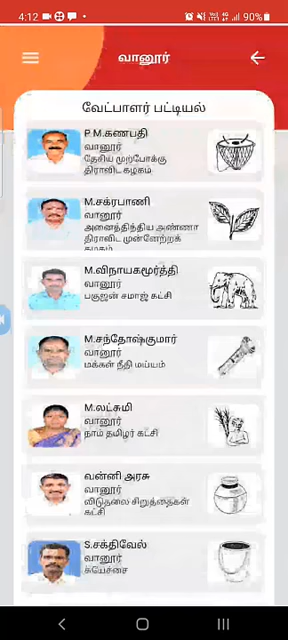 4:12
90%
வானூர்
வேட்பாளர் பட்டியல்
P.M.கணபதி
வானூர்
தேசிய முற்போக்கு
திராவிட கழகம்
M.சக்ரபாணி
வானூர்
அனைத்திந்திய அண்ணா
திராவிட முன்னேற்றக்
கழகம்
M.விநாயகமூர்த்தி
வானூர்
பகுஜன் சமாஜ் கட்சி
M.சந்தோஷ்குமார்
வானூர்
மக்கள் நீதி மய்யம்
M.லட்சுமி
வானூர்
நாம் தமிழர் கட்சி
வன்னி அரசு
வானூர்
விடுதலை சிறுத்தைகள்
கட்சி
S.சக்திவேல்
வானூர்
சுயேச்சை